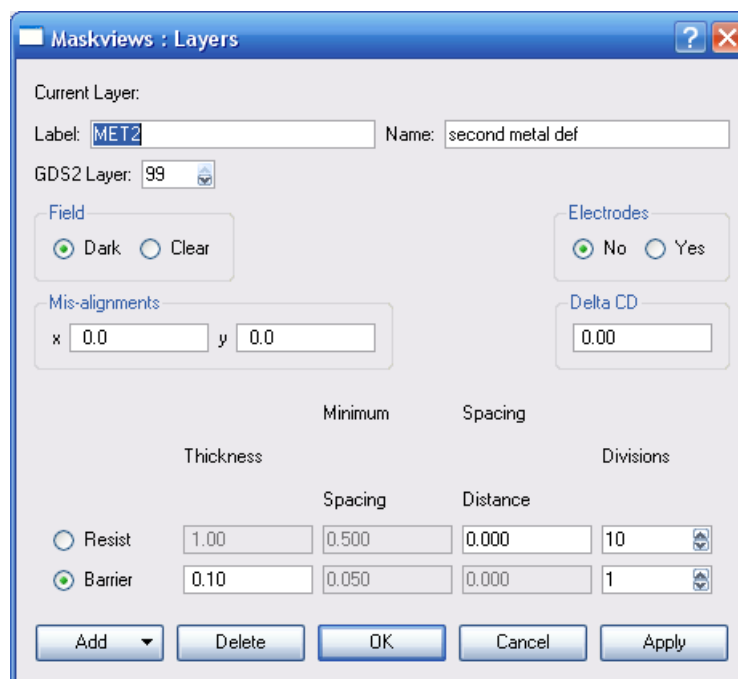 Maskviews : Layers
Current Layer:
Label: MET2 Name: second metal def
GDS2 Layer: 99
Field Electrodes
Dark Clear No Yes
Mis-alignments Delta CD
x 0.0 y 0.0 0.00
Minimum Spacing
Thickness Divisions
Spacing Distance
Resist 1.00 0.500 0.000 10
Barrier 0.10 0.050 0.000 1
Add Delete OK Cancel Apply